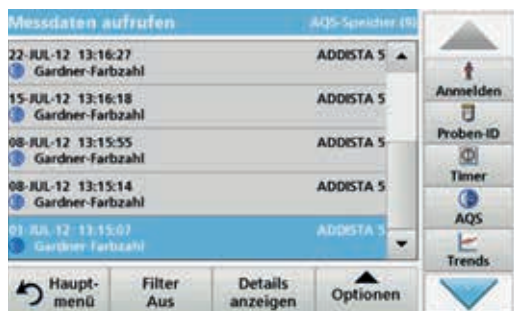 Messdaten aufrufen AQS-Speicher (9)
22-JUL-12 13:16:27 ADDISTA 5
Gardner-Farbzahl
15-JUL-12 13:16:18 ADDISTA 5
Gardner-Farbzahl
08-JUL-12 13:15:55 ADDISTA 5
Gardner-Farbzahl
08-JUL-12 13:15:14 ADDISTA 5
Gardner-Farbzahl
01-JUL-12 13:15:07 ADDISTA 5
Gardner-Farbzahl
Haupt-
menü
Filter
Aus
Details
anzeigen
Optionen
Anmelden
Proben-ID
Timer
AQS
Trends